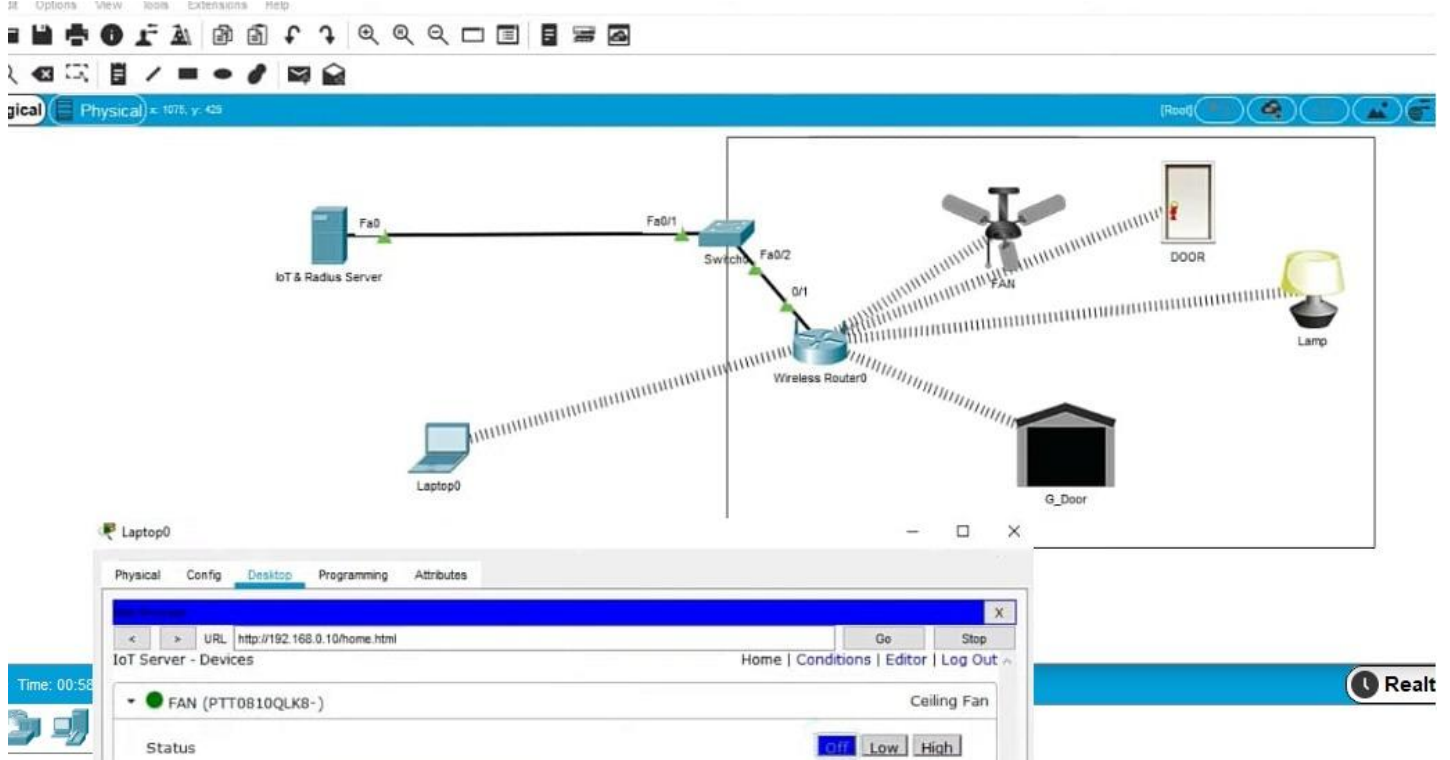 Options View Tools Extensions Help
gical Physical x: 1075, y: 425 [Root]
Fa0
Fa0/1
Switch0
Fa0/2
0/1
IoT & Radius Server
FAN
DOOR
Lamp
Wireless Router0
Laptop0
G_Door
Laptop0
Physical Config Desktop Programming Attributes
X
< > URL http://192.168.0.10/home.html Go Stop
IoT Server - Devices Home | Conditions | Editor | Log Out
Time: 00:58 Realt
FAN (PTT0810QLK8-) Ceiling Fan
Status Off Low High